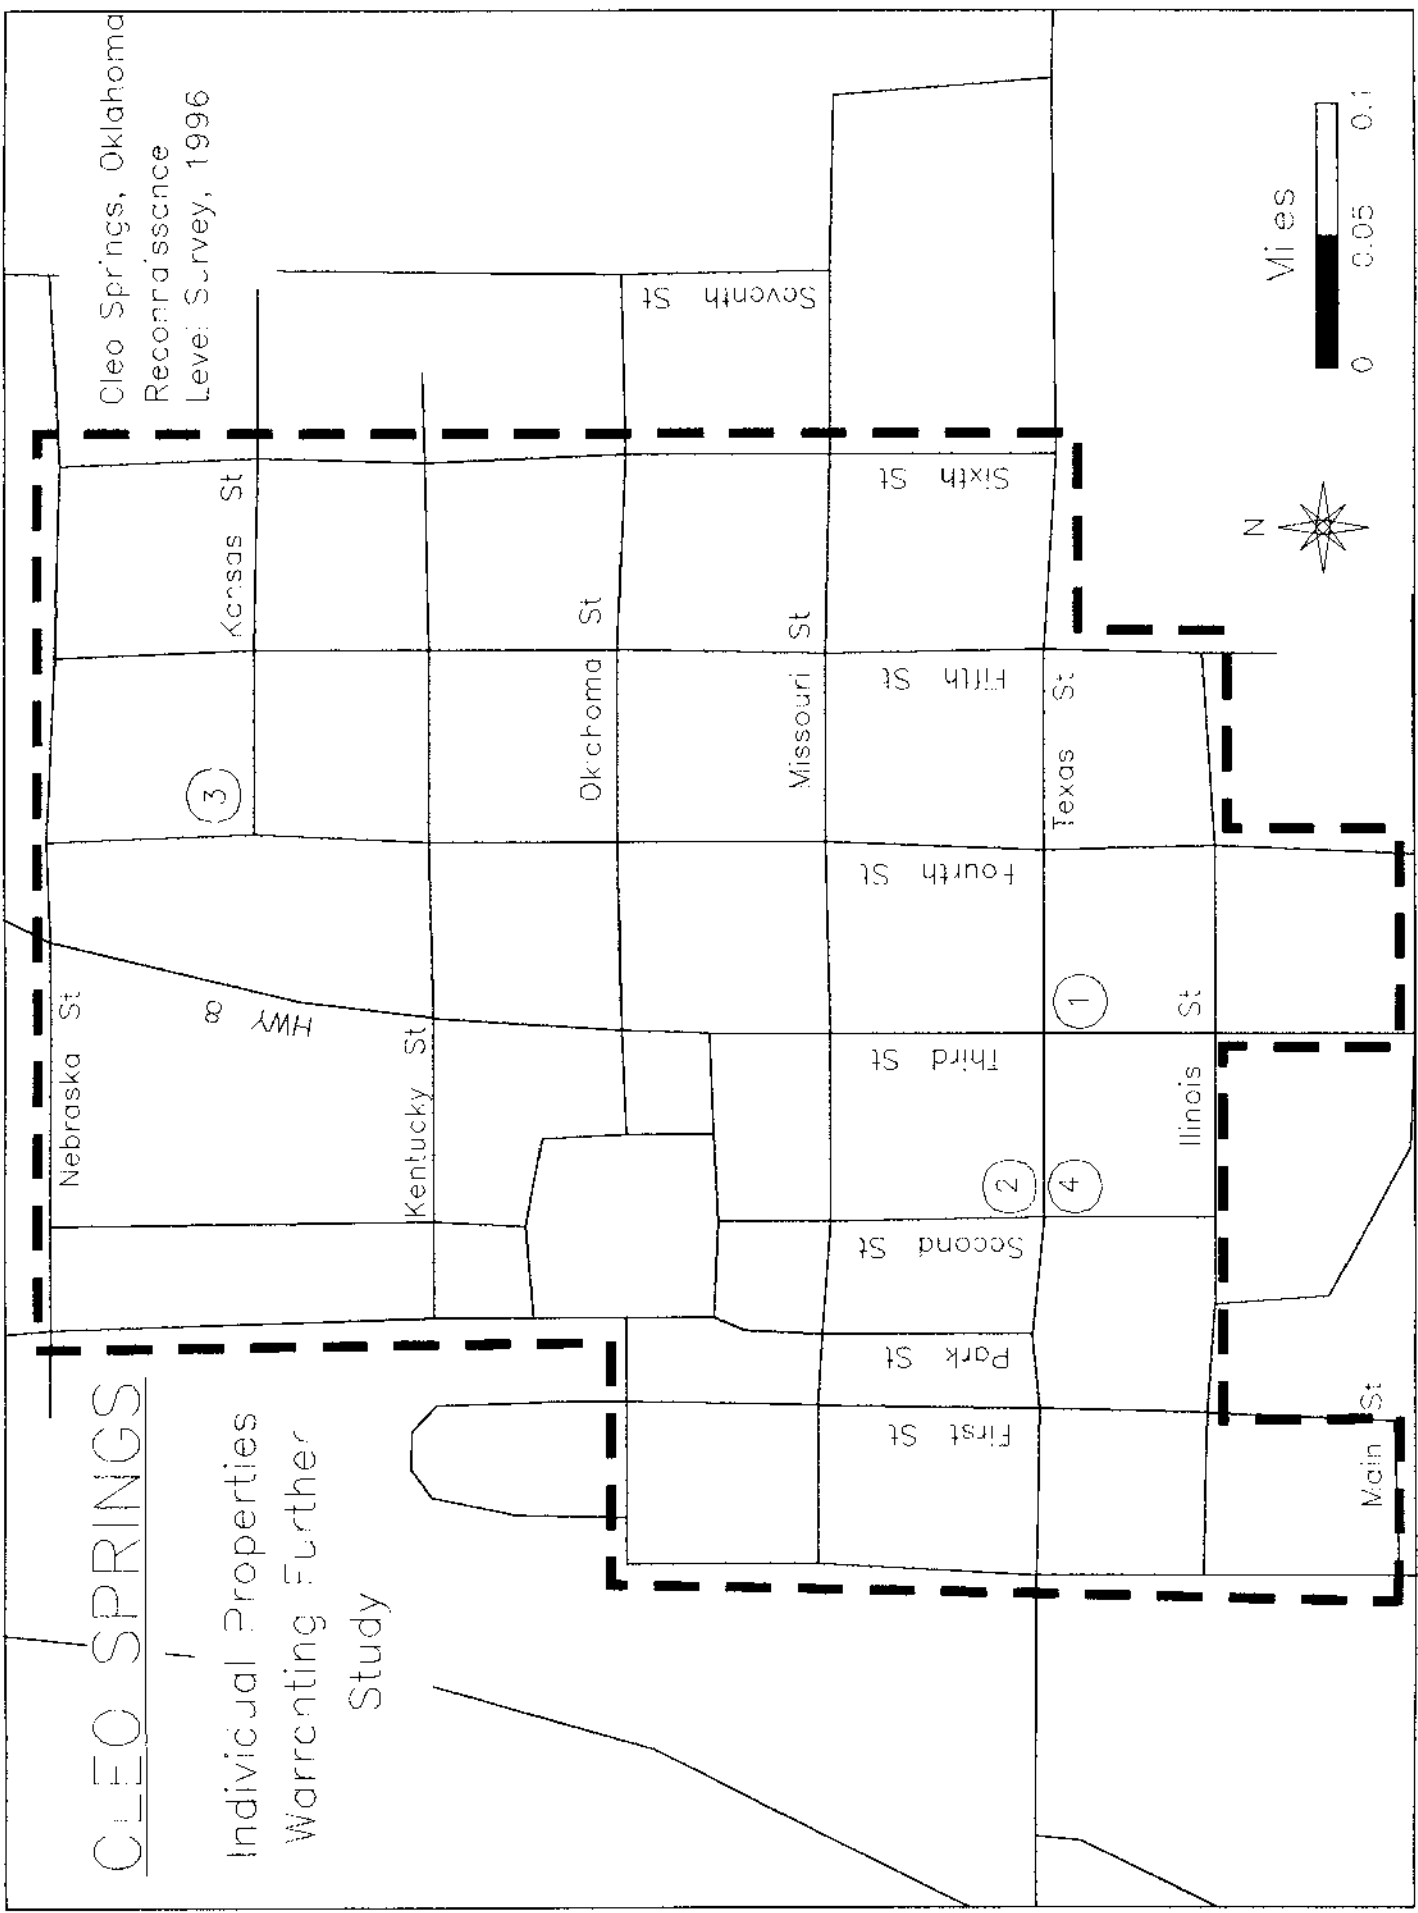 CLEO SPRINGS
Individual Properties
Warranting Further
Study
Cleo Springs, Oklahoma
Reconnaissance
Level Survey, 1996
Nebraska St
HWY 8
Kansas St
3
Kentucky St
Oklahoma St
Missouri St
Seventh St
Sixth St
Fifth St
Fourth St
Third St
Second St
Park St
First St
2
4
1
Texas St
Illinois St
Main St
N
Miles
0 0.05 0.1